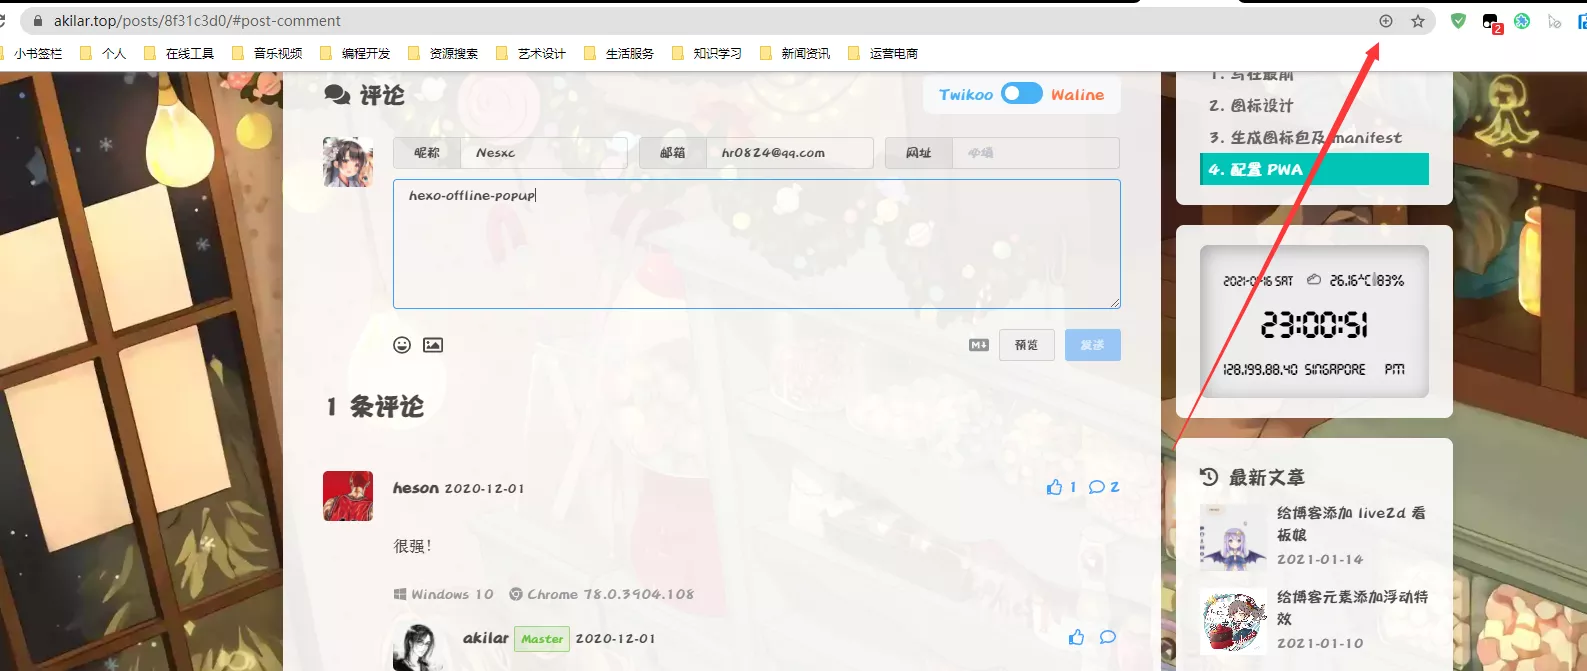 akilar.top/posts/8f31c3d0/#post-comment
2
小书签栏 个人 在线工具 音乐视频 编程开发 资源搜索 艺术设计 生活服务 知识学习 新闻资讯 运营电商
评论
Twikoo Waline
昵称 Nesxc 邮箱 hr0824@qq.com 网址 必填
hexo-offline-popup
M↓ 预览 发送
1 条评论
heson 2020-12-01 1 2
很强！
Windows 10 Chrome 78.0.3904.108
akilar Master 2020-12-01
1. 写在最前
2. 图标设计
3. 生成图标包及 manifest
4. 配置 PWA
2021-01-16 SAT 26.16℃ 83%
23:00:51
128.199.88.40 SINGAPORE PM
最新文章
给博客添加 live2d 看
板娘
2021-01-14
给博客元素添加浮动特
效
2021-01-10